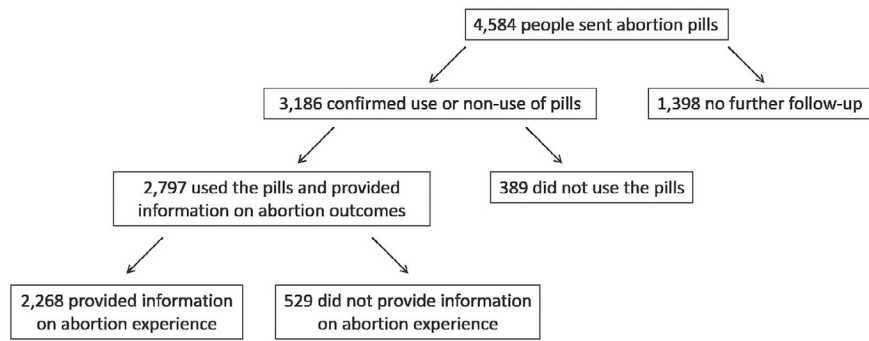 4,584 people sent abortion pills
3,186 confirmed use or non-use of pills
1,398 no further follow-up
2,797 used the pills and provided
information on abortion outcomes
389 did not use the pills
2,268 provided information
on abortion experience
529 did not provide information
on abortion experience